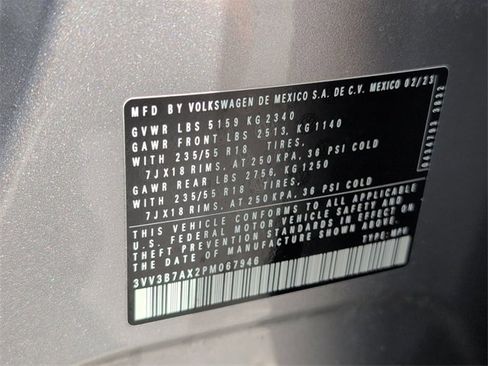 MFD BY VOLKSWAGEN DE MEXICO S.A. DE C.V. MEXICO 02/23
GVWR LBS 5159 KG 2340
GAWR FRONT LBS 2513, KG 1140
WITH 235/55 R18 TIRES.
7JX18 RIMS, AT 250 KPA, 36 PSI COLD
GAWR REAR LBS 2756, KG 1250
WITH 235/55 R18 TIRES.
7JX18 RIMS, AT 250 KPA, 36 PSI COLD
THIS VEHICLE CONFORMS TO ALL APPLICABLE
U.S. FEDERAL MOTOR VEHICLE SAFETY AND
THEFT PREVENTION STANDARDS IN EFFECT ON
THE DATE OF MANUFACTURE SHOWN ABOVE.
3VV3B7AX2PM067946 TYPE: MPV